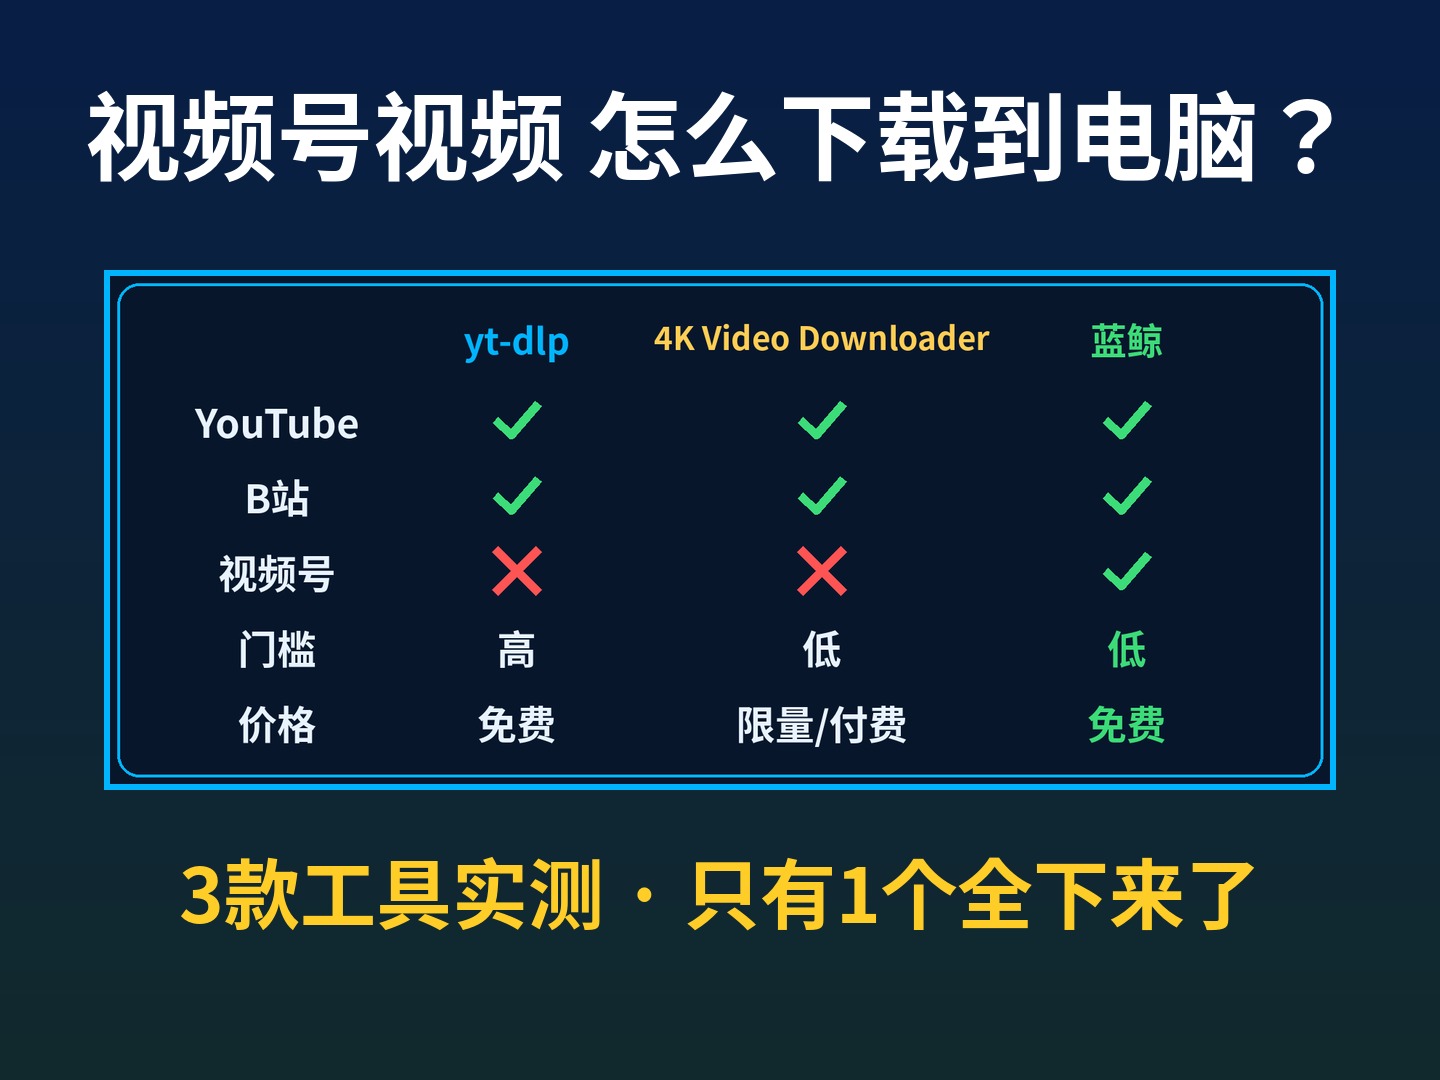 视频号视频 怎么下载到电脑？
yt-dlp 4K Video Downloader 蓝鲸
YouTube
B站
视频号
门槛 高 低 低
价格 免费 限量/付费 免费
3款工具实测 · 只有1个全下来了